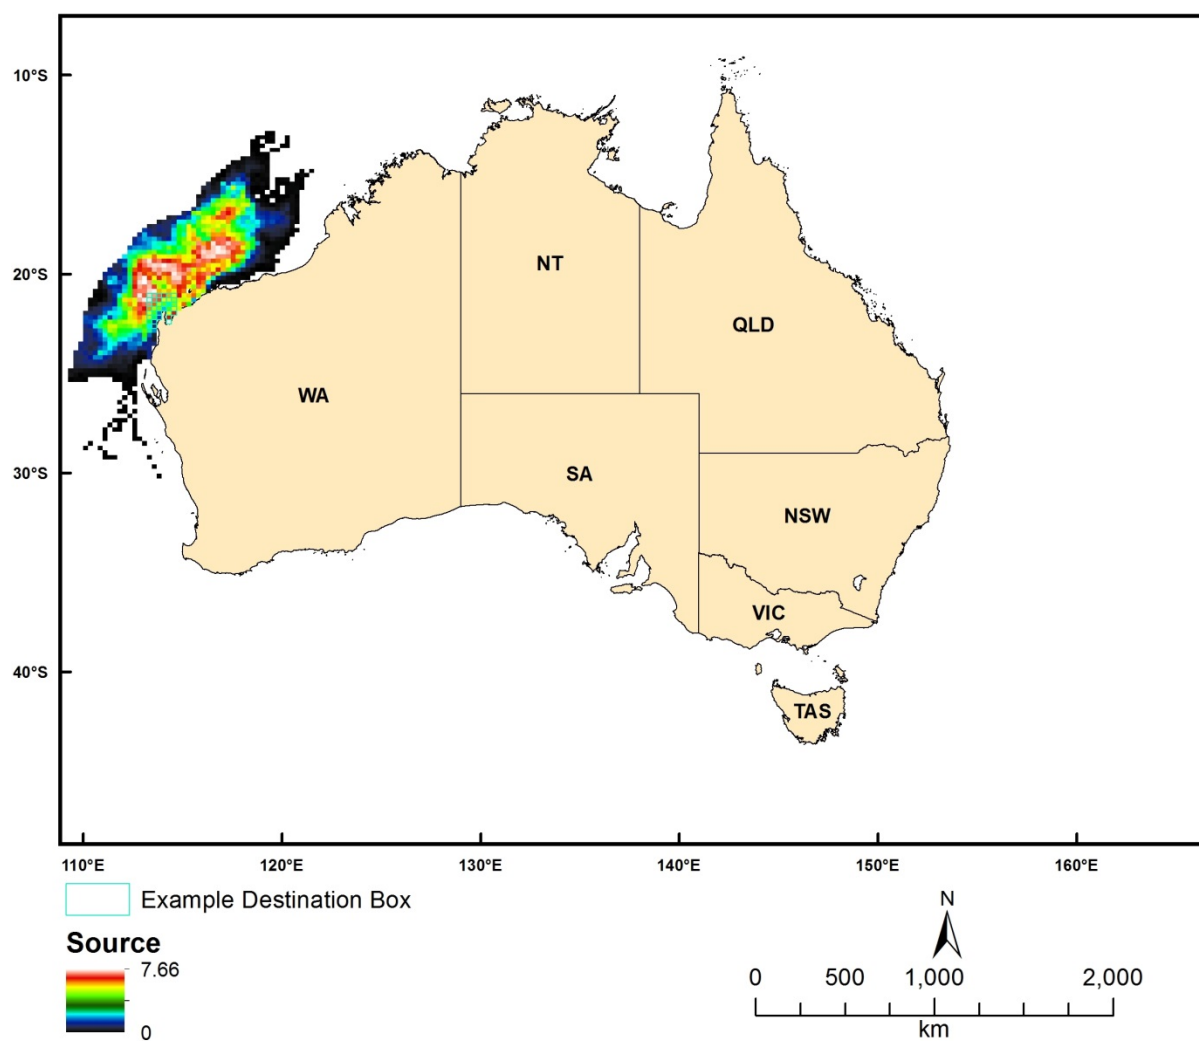 10°S
20°S
30°S
40°S
NT
QLD
WA
SA
NSW
VIC
TAS
110°E 120°E 130°E 140°E 150°E 160°E
Example Destination Box
Source
7.66
0
N
0 500 1,000 2,000
km